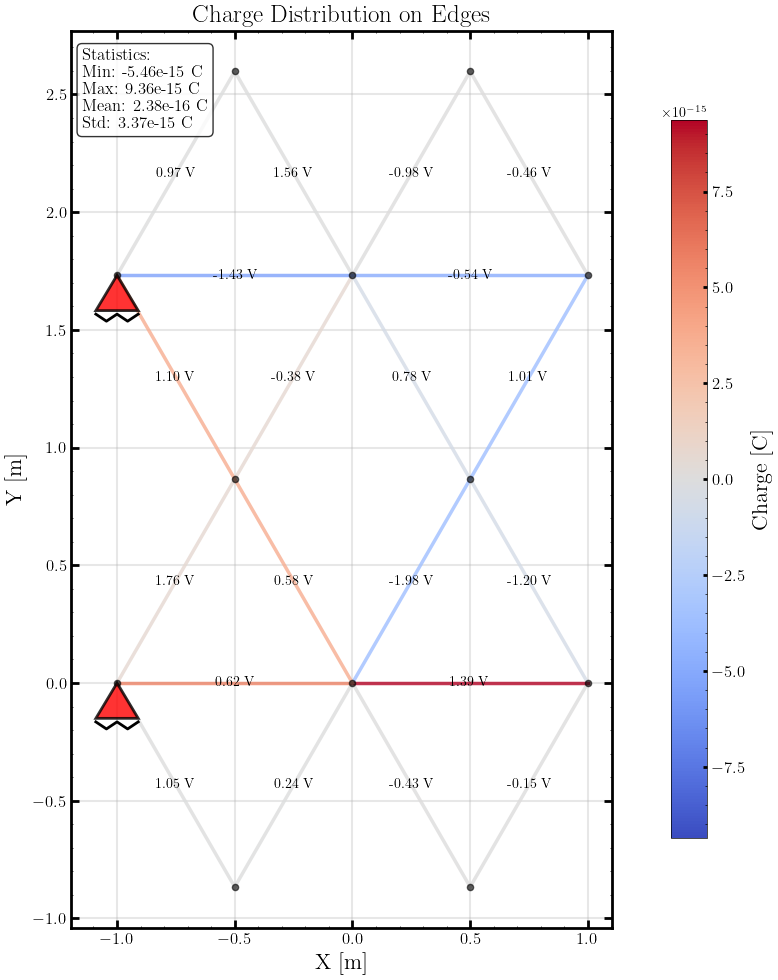 Charge Distribution on Edges
Statistics:
Min: -5.46e-15 C
Max: 9.36e-15 C
Mean: 2.38e-16 C
Std: 3.37e-15 C
×10⁻¹⁵
2.5
2.0
1.5
1.0
0.5
0.0
−0.5
−1.0
Y [m]
0.97 V 1.56 V -0.98 V -0.46 V
-1.43 V -0.54 V
1.10 V -0.38 V 0.78 V 1.01 V
1.76 V 0.58 V -1.98 V -1.20 V
0.62 V 1.39 V
1.05 V 0.24 V -0.43 V -0.15 V
−1.0 −0.5 0.0 0.5 1.0
X [m]
7.5
5.0
2.5
0.0
−2.5
−5.0
−7.5
Charge [C]